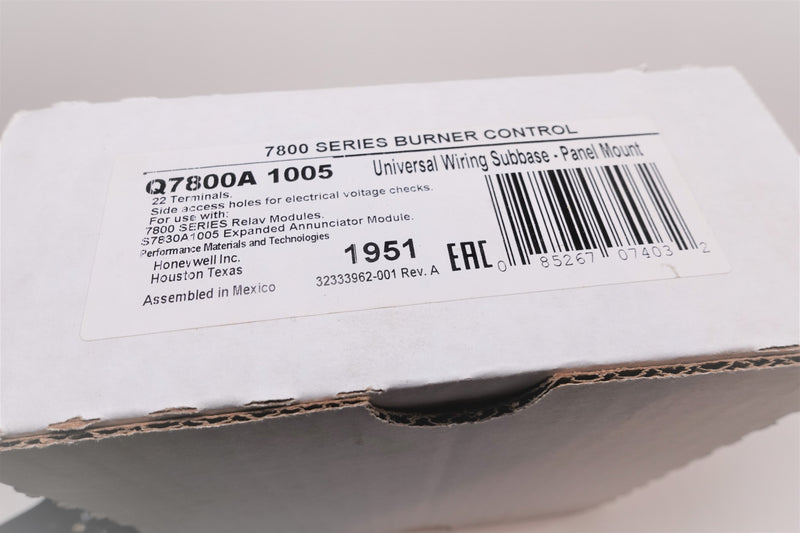 7800 SERIES BURNER CONTROL
Q7800A 1005 Universal Wiring Subbase - Panel Mount
22 Terminals.
Side access holes for electrical voltage checks.
For use with:
7800 SERIES Relay Modules.
S7830A1005 Expanded Annunciator Module.
Performance Materials and Technologies
Honeywell Inc.
Houston Texas
Assembled in Mexico
1951
32333962-001 Rev. A
EAC
0 85267 07403 2